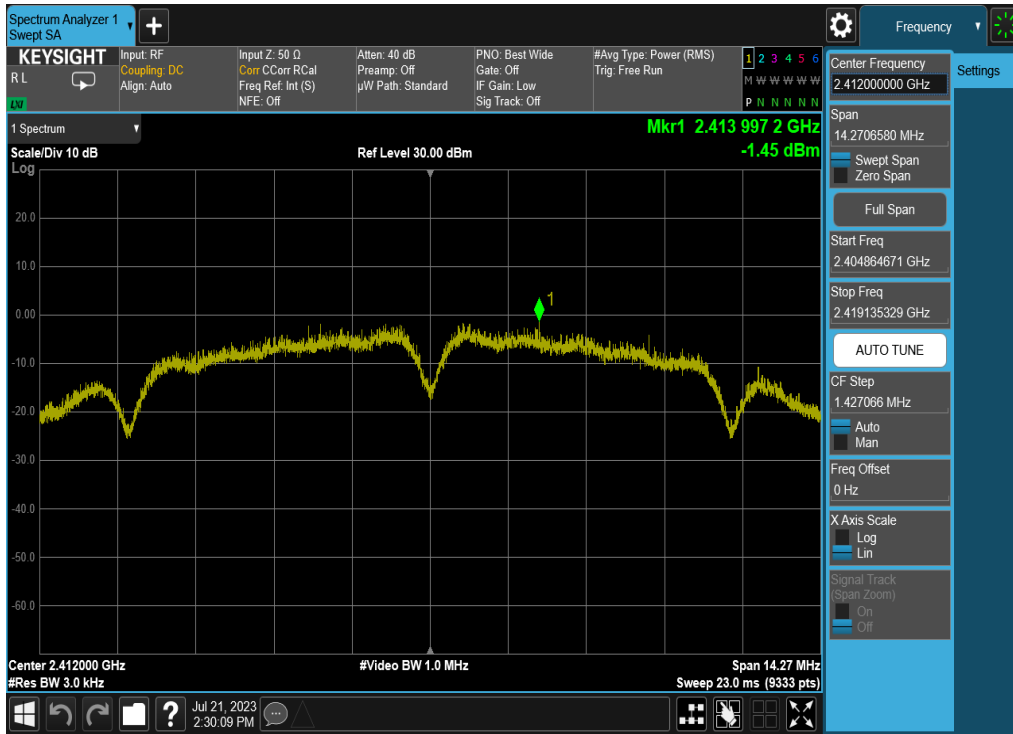 Spectrum Analyzer 1
Swept SA
+
Frequency
KEYSIGHT
R L
LXI
Input: RF
Coupling: DC
Align: Auto
Input Z: 50 Ω
Corr CCorr RCal
Freq Ref: Int (S)
NFE: Off
Atten: 40 dB
Preamp: Off
µW Path: Standard
PNO: Best Wide
Gate: Off
IF Gain: Low
Sig Track: Off
#Avg Type: Power (RMS)
Trig: Free Run
1 2 3 4 5 6
M W W W W W
P N N N N N
1 Spectrum
Scale/Div 10 dB
Log
Ref Level 30.00 dBm
Mkr1 2.413 997 2 GHz
-1.45 dBm
20.0
10.0
0.00
-10.0
-20.0
-30.0
-40.0
-50.0
-60.0
1
Center 2.412000 GHz
#Res BW 3.0 kHz
#Video BW 1.0 MHz
Span 14.27 MHz
Sweep 23.0 ms (9333 pts)
Center Frequency
2.412000000 GHz
Settings
Span
14.2706580 MHz
Swept Span
Zero Span
Full Span
Start Freq
2.404864671 GHz
Stop Freq
2.419135329 GHz
AUTO TUNE
CF Step
1.427066 MHz
Auto
Man
Freq Offset
0 Hz
X Axis Scale
Log
Lin
Signal Track
(Span Zoom)
On
Off
?
Jul 21, 2023
2:30:09 PM